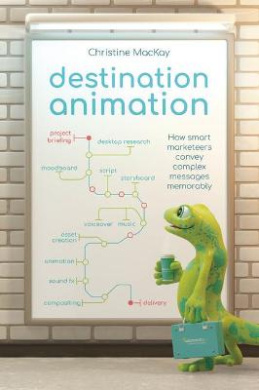 Christine MacKay
destination
animation
How smart
marketeers
convey
complex
messages
memorably
project
briefing
desktop research
moodboard
script
storyboard
voiceover
music
asset
creation
animation
sound fx
compositing
delivery